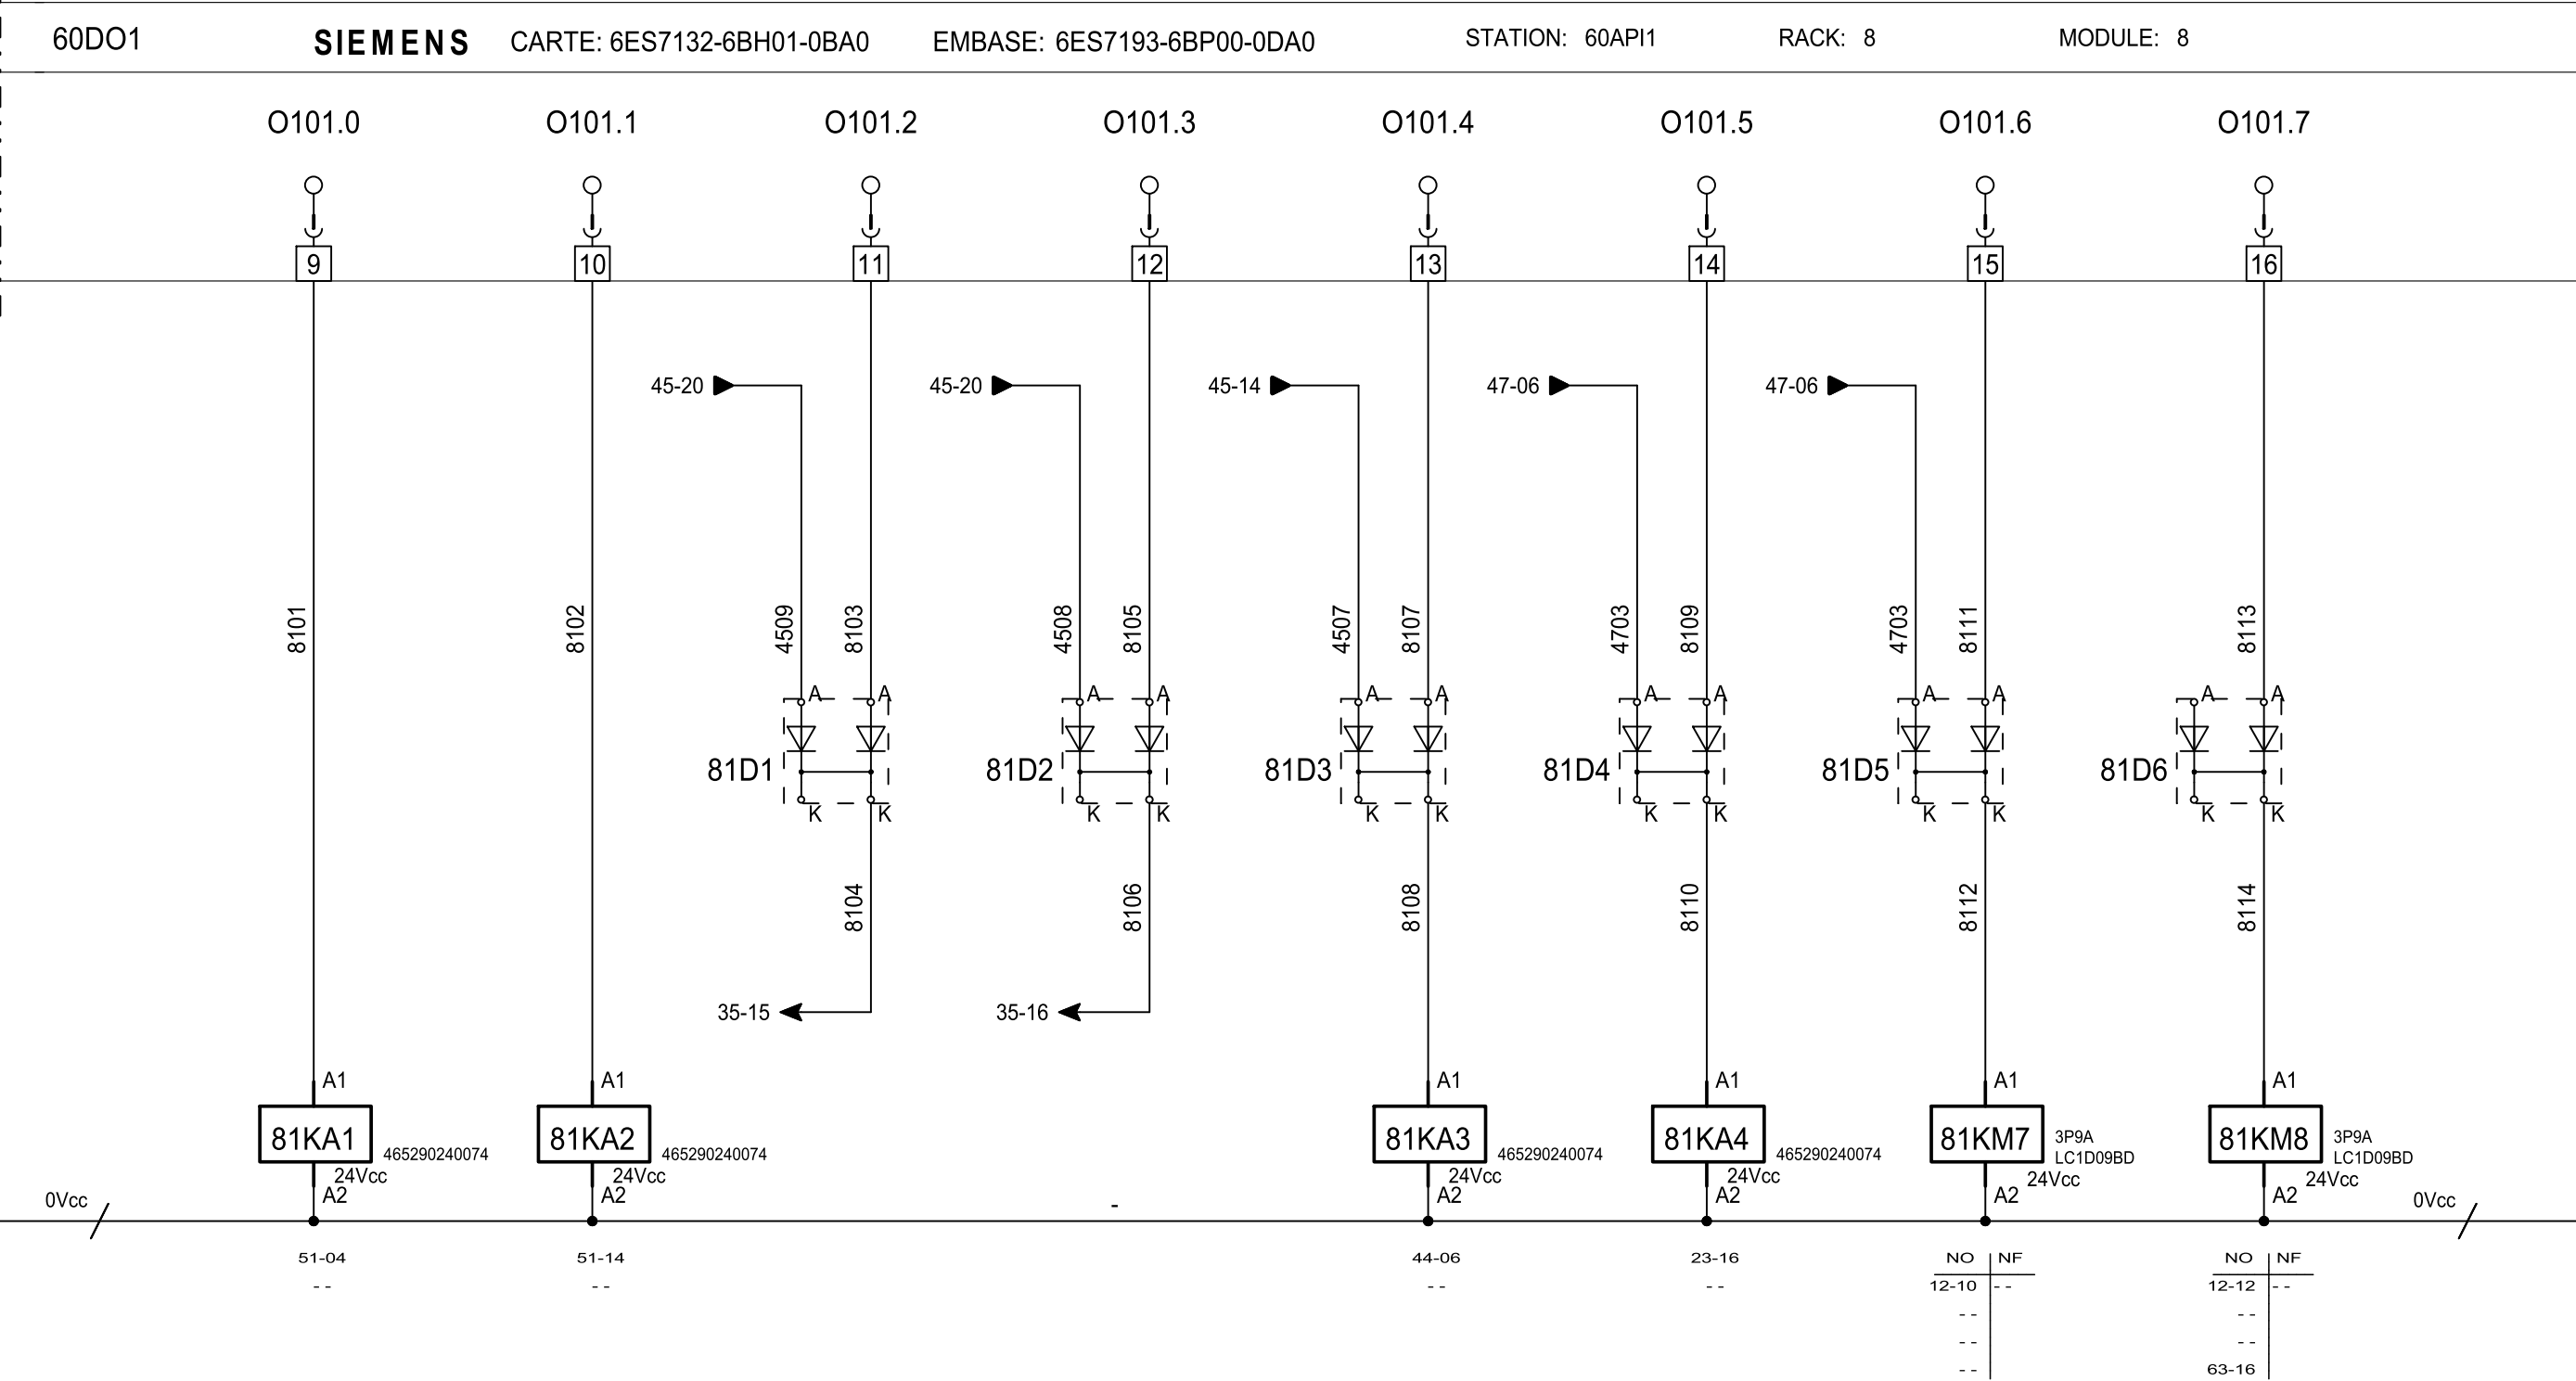 60DO1 SIEMENS CARTE: 6ES7132-6BH01-0BA0 EMBASE: 6ES7193-6BP00-0DA0 STATION: 60API1 RACK: 8 MODULE: 8
O101.0 O101.1 O101.2 O101.3 O101.4 O101.5 O101.6 O101.7
9 10 11 12 13 14 15 16
45-20 45-20 45-14 47-06 47-06
8101 8102 4509 8103 4508 8105 4507 8107 4703 8109 4703 8111 8113
A A A A A A A A A A A A
81D1 81D2 81D3 81D4 81D5 81D6
K K K K K K K K K K K K
8104 8106 8108 8110 8112 8114
35-15 35-16
A1 A1 A1 A1 A1 A1
81KA1 81KA2 81KA3 81KA4 81KM7 3P9A 81KM8 3P9A
465290240074 465290240074 465290240074 465290240074 LC1D09BD LC1D09BD
24Vcc 24Vcc 24Vcc 24Vcc 24Vcc 24Vcc
0Vcc A2 A2 - A2 A2 A2 A2 0Vcc
51-04 51-14 44-06 23-16 NO NF NO NF
-- -- -- -- 12-10 -- 12-12 --
-- --
-- --
-- 63-16